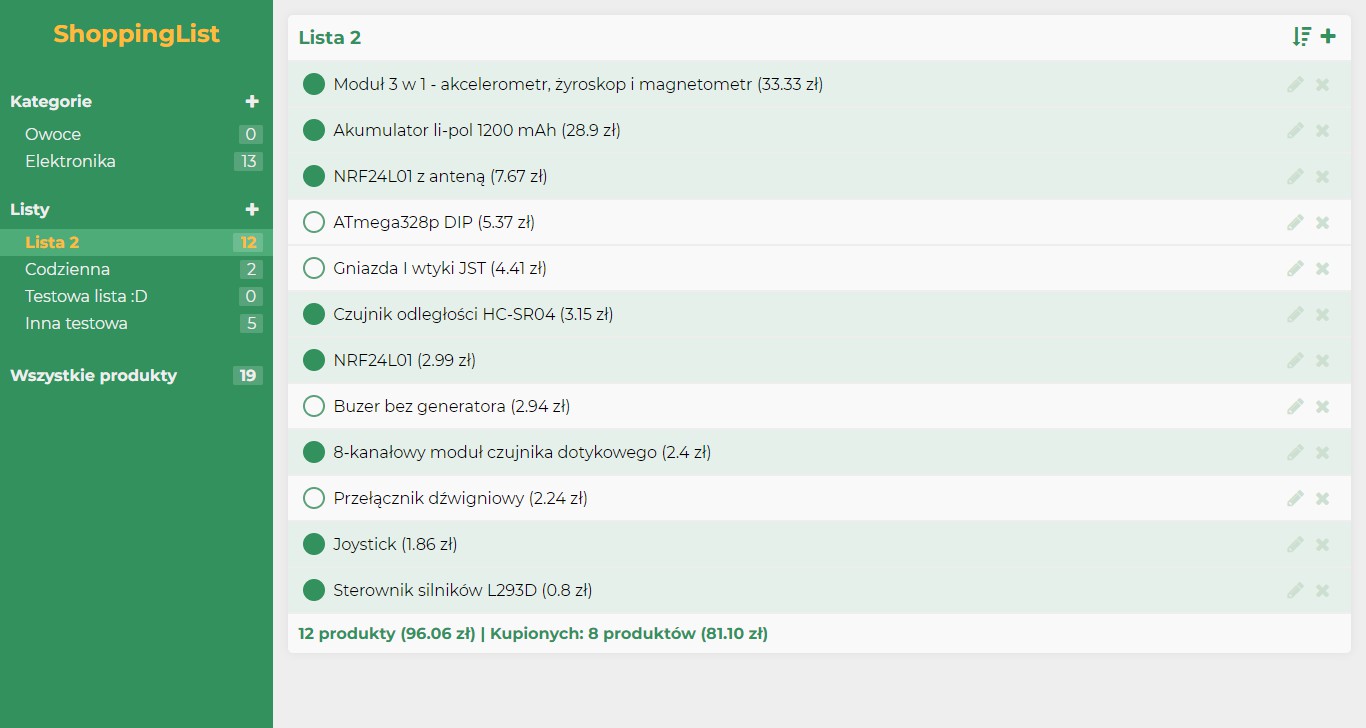 ShoppingList
Kategorie
Owoce 0
Elektronika 13
Listy
Lista 2 12
Codzienna 2
Testowa lista :D 0
Inna testowa 5
Wszystkie produkty 19
Lista 2
Moduł 3 w 1 - akcelerometr, żyroskop i magnetometr (33.33 zł)
Akumulator li-pol 1200 mAh (28.9 zł)
NRF24L01 z anteną (7.67 zł)
ATmega328p DIP (5.37 zł)
Gniazda I wtyki JST (4.41 zł)
Czujnik odległości HC-SR04 (3.15 zł)
NRF24L01 (2.99 zł)
Buzer bez generatora (2.94 zł)
8-kanałowy moduł czujnika dotykowego (2.4 zł)
Przełącznik dźwigniowy (2.24 zł)
Joystick (1.86 zł)
Sterownik silników L293D (0.8 zł)
12 produkty (96.06 zł) | Kupionych: 8 produktów (81.10 zł)